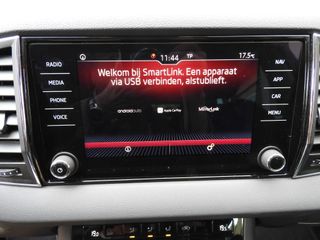 11:44
TP
17.5°C
RADIO
MEDIA
PHONE
VOICE
Welkom bij SmartLink. Een apparaat
via USB verbinden, alstublieft.
androidauto
Apple CarPlay
MirrorLink
NAV
APP
CAR
MENU